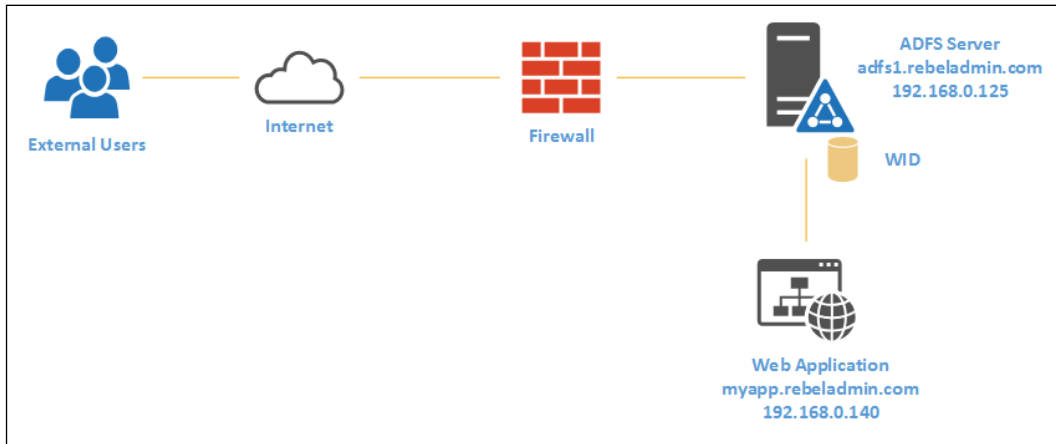 External Users
Internet
Firewall
ADFS Server
adfs1.rebeladmin.com
192.168.0.125
WID
Web Application
myapp.rebeladmin.com
192.168.0.140